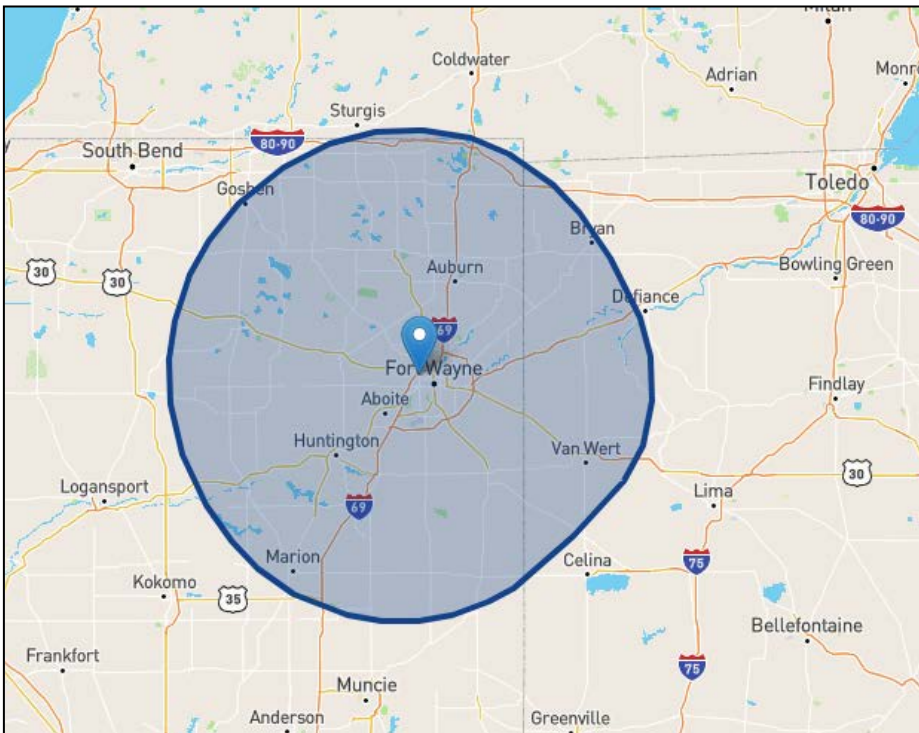 Milan
Coldwater
Adrian
Monro
Sturgis
80-90
South Bend
Toledo
Goshen
80-90
Bryan
30
30
Auburn
Bowling Green
Defiance
69
Fort Wayne
Aboite
Findlay
Huntington
Van Wert
30
Logansport
Lima
69
Marion
Celina
75
Kokomo
35
Bellefontaine
Frankfort
75
Muncie
Anderson
Greenville